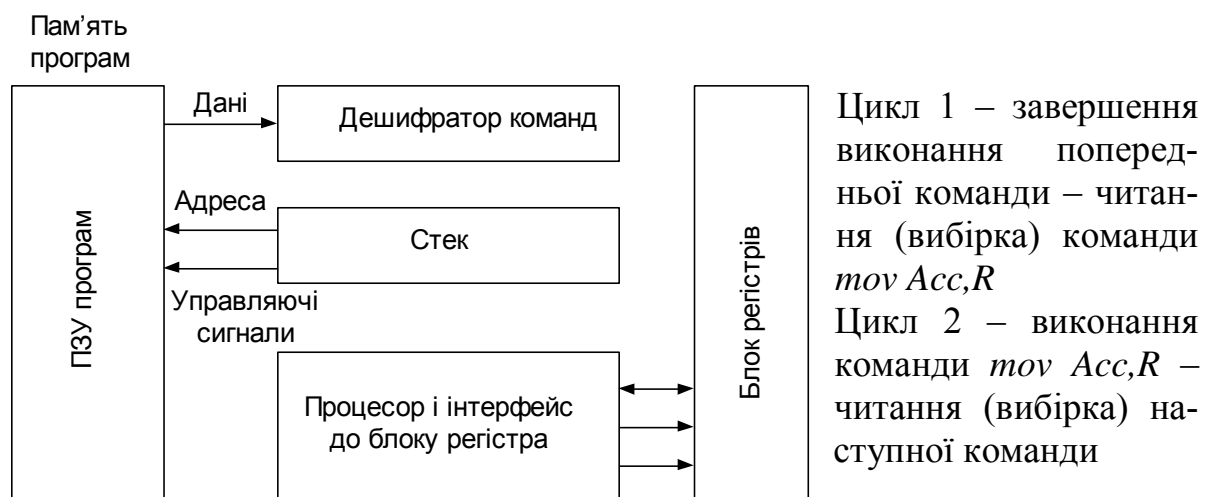 Пам’ять
програм
ПЗУ програм
Дані
Дешифратор команд
Адреса
Стек
Управляючі
сигнали
Процесор і інтерфейс
до блоку регістра
Блок регістрів
Цикл 1 – завершення
виконання поперед-
ньої команди – читан-
ня (вибірка) команди
mov Acc,R
Цикл 2 – виконання
команди mov Acc,R –
читання (вибірка) на-
ступної команди